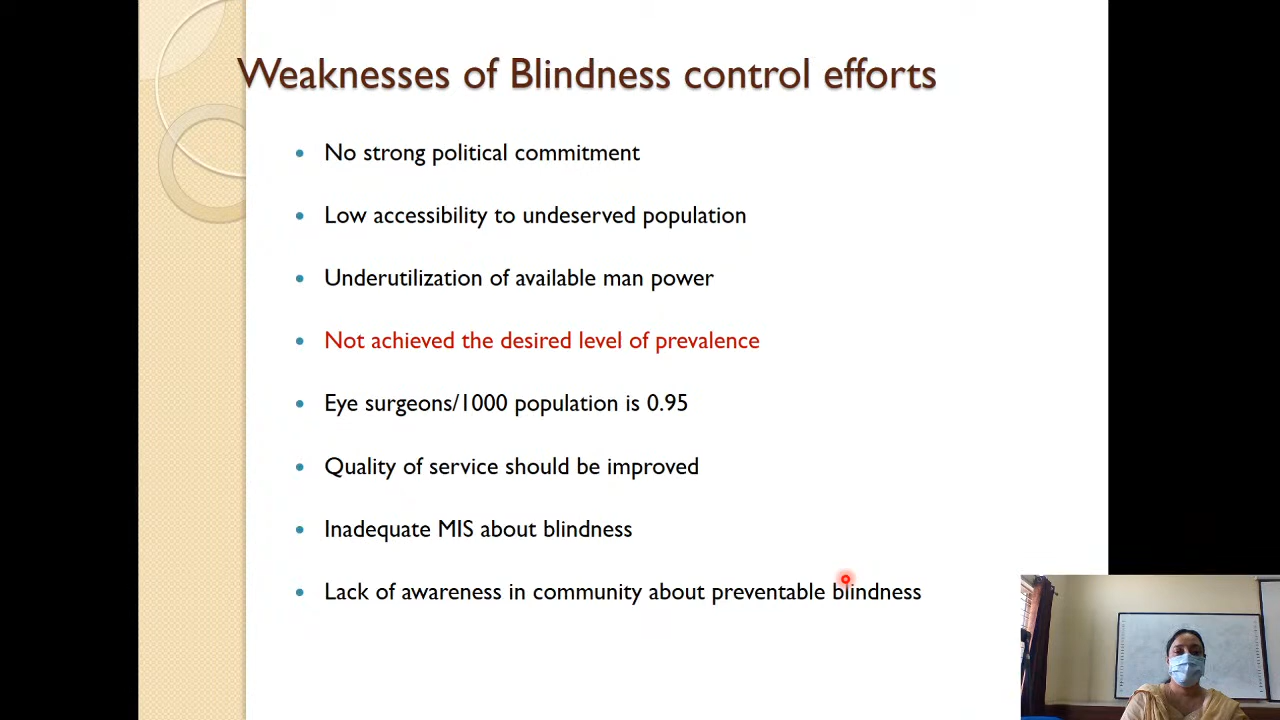 Weaknesses of Blindness control efforts
No strong political commitment
Low accessibility to undeserved population
Underutilization of available man power
Not achieved the desired level of prevalence
Eye surgeons/1000 population is 0.95
Quality of service should be improved
Inadequate MIS about blindness
Lack of awareness in community about preventable blindness